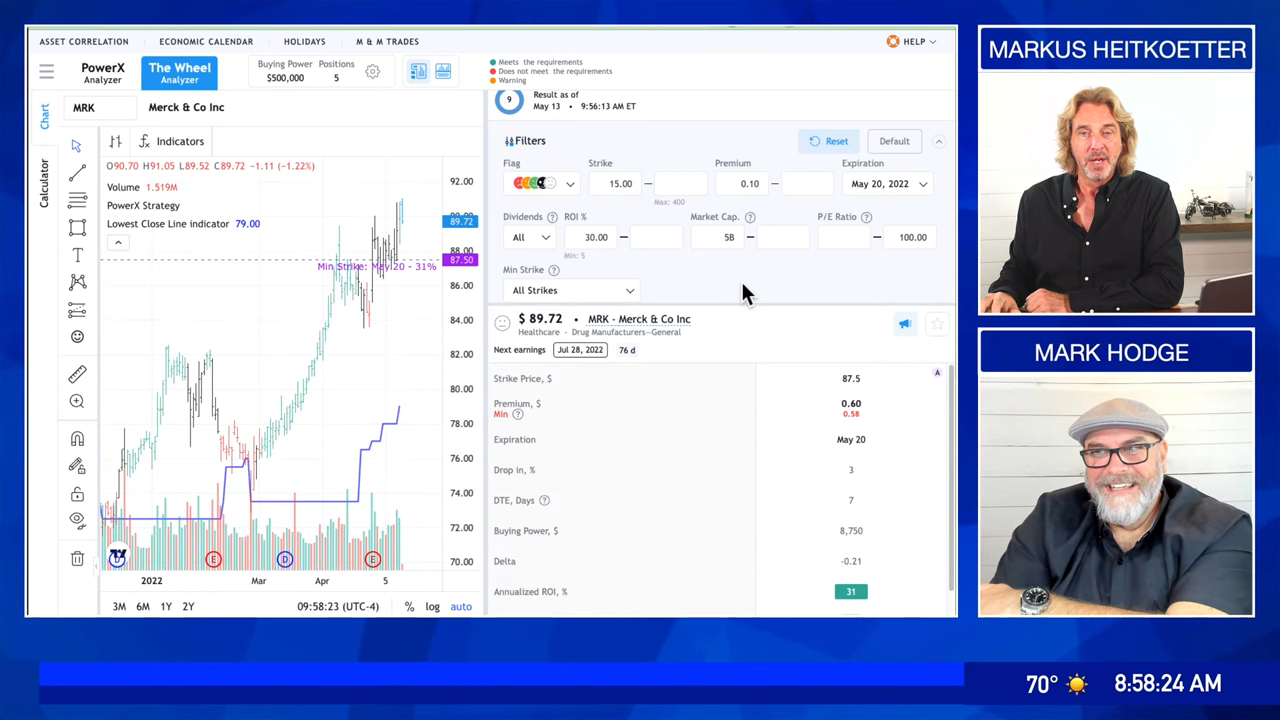 ASSET CORRELATION ECONOMIC CALENDAR HOLIDAYS M & M TRADES HELP
PowerX
Analyzer
The Wheel
Analyzer
Buying Power Positions
$500,000 5
Meets the requirements
Does not meet the requirements
Warning
Chart
Calculator
MRK Merck & Co Inc
Indicators
O90.70 H91.05 L89.52 C89.72 -1.11 (-1.22%)
Volume 1.519M
PowerX Strategy
Lowest Close Line indicator 79.00
Min Strike: May 20 - 31%
92.00
89.72
88.00
87.50
86.00
84.00
82.00
80.00
78.00
76.00
74.00
72.00
70.00
E D E
2022 Mar Apr 5
3M 6M 1Y 2Y 09:58:23 (UTC-4) % log auto
9
Result as of
May 13 • 9:56:13 AM ET
Filters Reset Default
Flag Strike Premium Expiration
15.00 – 0.10 – May 20, 2022
Max: 400
Dividends ? ROI % Market Cap. ? P/E Ratio ?
All 30.00 – 5B – – 100.00
Min: 5
Min Strike ?
All Strikes
$ 89.72 • MRK - Merck & Co Inc
Healthcare - Drug Manufacturers—General
Next earnings Jul 28, 2022 76 d
A
Strike Price, $ 87.5
Premium, $ 0.60
Min ? 0.58
Expiration May 20
Drop in, % 3
DTE, Days ? 7
Buying Power, $ 8,750
Delta -0.21
Annualized ROI, % 31
MARKUS HEITKOETTER
MARK HODGE
70° 8:58:24 AM